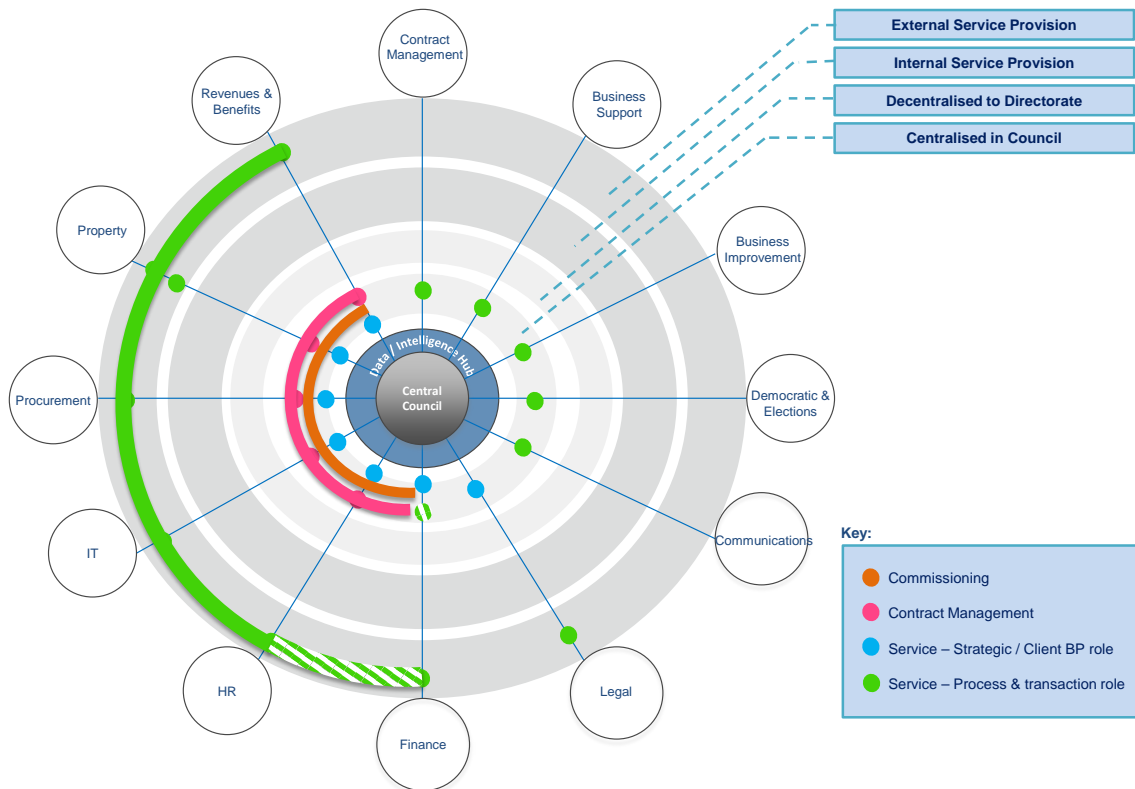 Contract
Management
Business
Support
Revenues &
Benefits
External Service Provision
Internal Service Provision
Decentralised to Directorate
Centralised in Council
Property
Business
Improvement
Data / Intelligence Hub
Central
Council
Procurement
Democratic &
Elections
IT
Communications
HR
Legal
Finance
Key:
Commissioning
Contract Management
Service – Strategic / Client BP role
Service – Process & transaction role